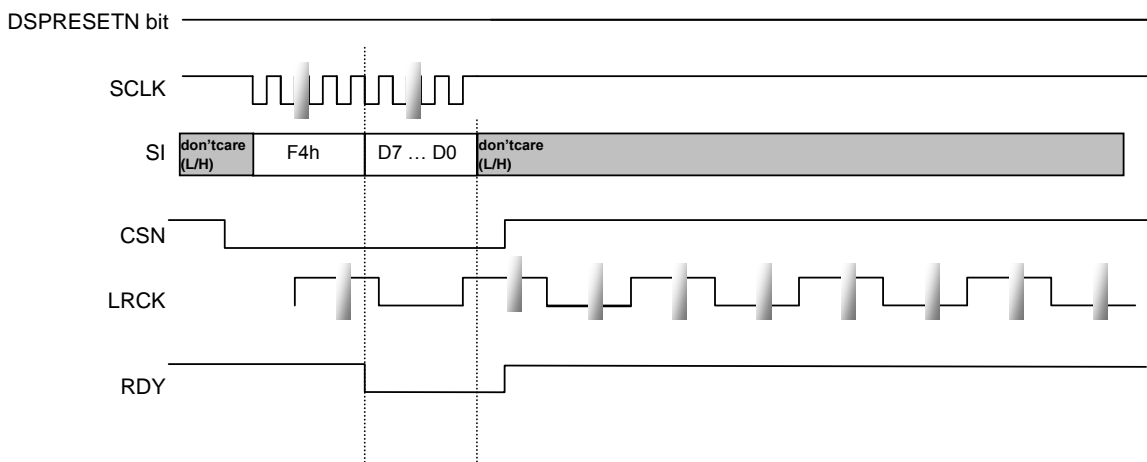 DSPRESETN bit
SCLK
SI
don'tcare
(L/H)
F4h
D7 … D0
don'tcare
(L/H)
CSN
LRCK
RDY